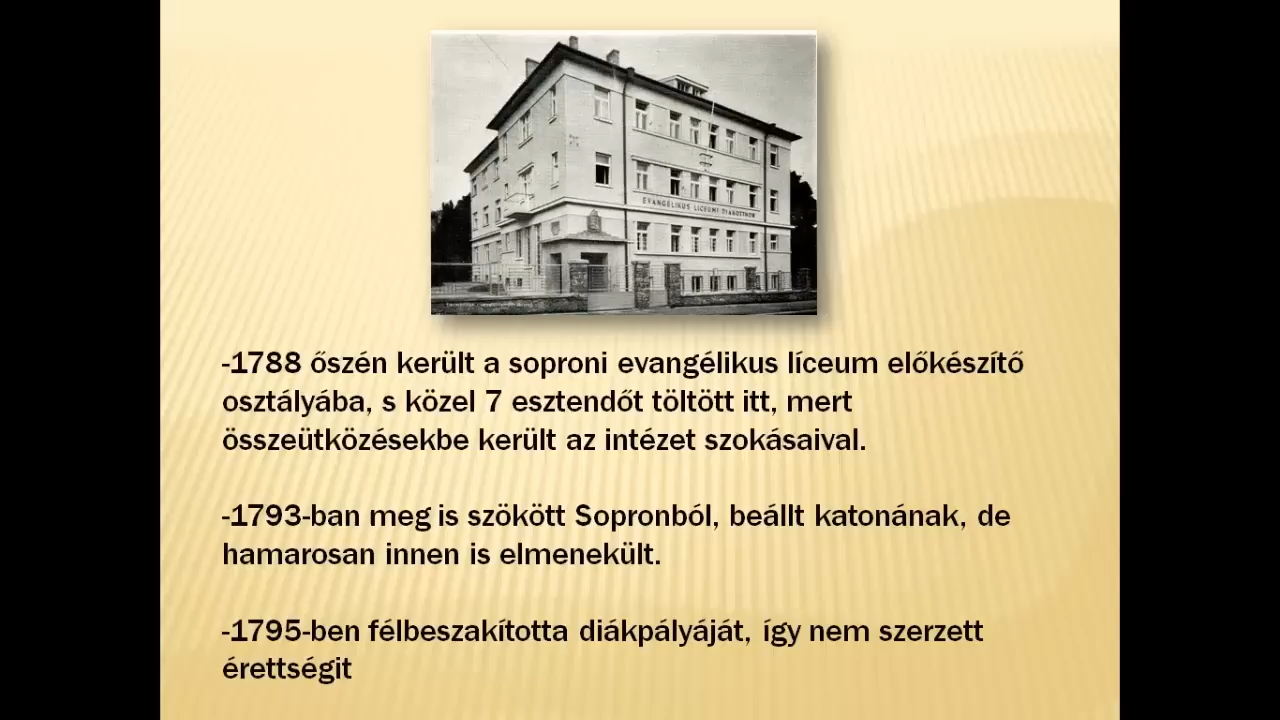 EVANGÉLIKUS LICEUMI DIÁKOTTHON
-1788 őszén került a soproni evangélikus líceum előkészítő
osztályába, s közel 7 esztendőt töltött itt, mert
összeütközésekbe került az intézet szokásaival.
-1793-ban meg is szökött Sopronból, beállt katonának, de
hamarosan innen is elmenekült.
-1795-ben félbeszakította diákpályáját, így nem szerzett
érettségit